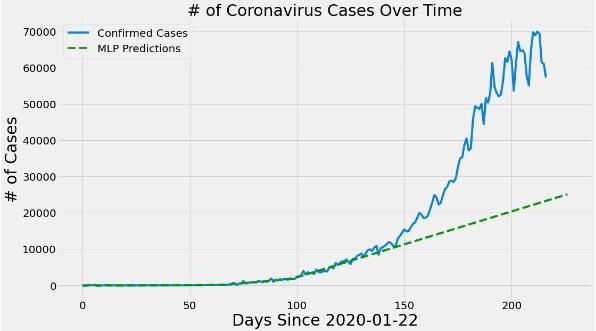 # of Coronavirus Cases Over Time
Confirmed Cases
MLP Predictions
70000
60000
50000
40000
30000
20000
10000
0
# of Cases
0 50 100 150 200
Days Since 2020-01-22